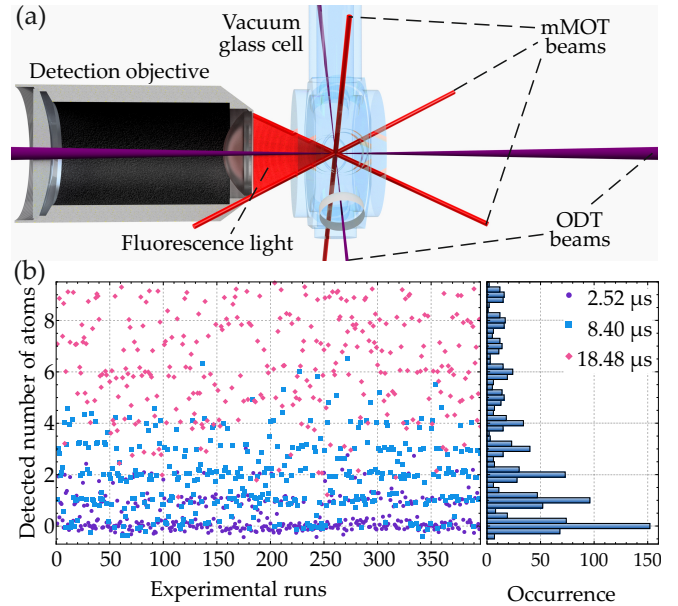 (a)
Vacuum
glass cell
mMOT
beams
Detection objective
Fluorescence light
ODT
beams
(b)
Detected number of atoms
8
6
4
2
0
0 50 100 150 200 250 300 350
Experimental runs
2.52 μs
8.40 μs
18.48 μs
0 50 100 150
Occurrence